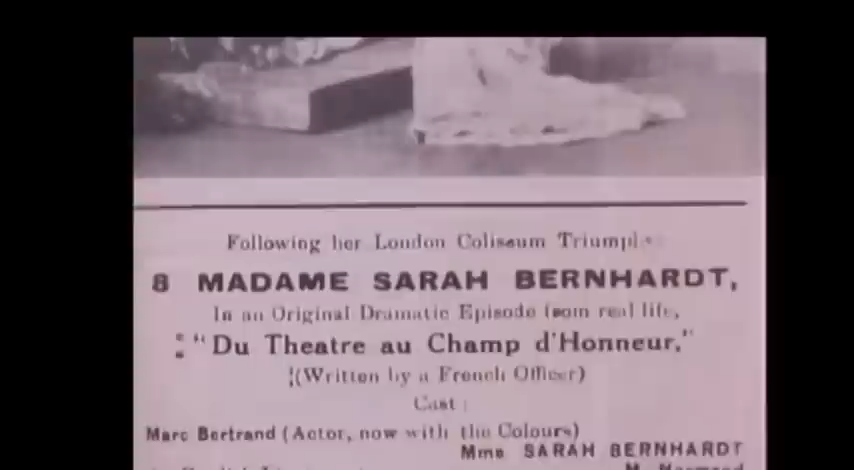 Following her London Coliseum Triumphs
8 MADAME SARAH BERNHARDT,
In an Original Dramatic Episode from real life,
: "Du Theatre au Champ d'Honneur,"
(Written by a French Officer)
Cast :
Marc Bertrand (Actor, now with the Colours)
Mme SARAH BERNHARDT